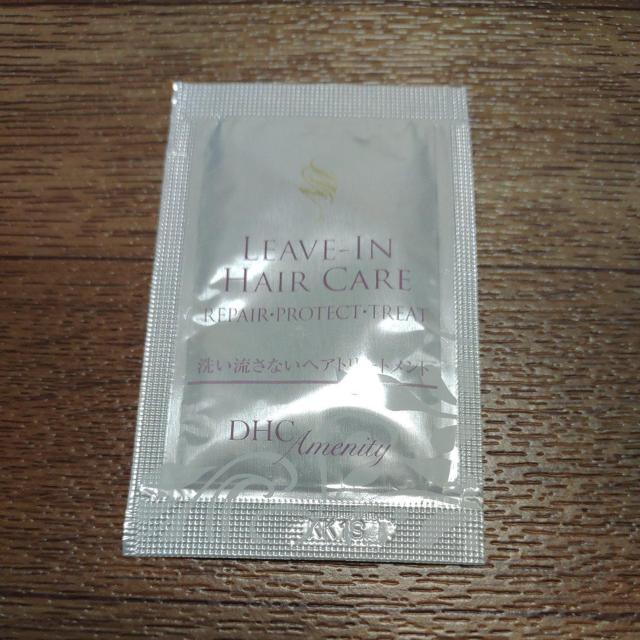 LEAVE-IN
HAIR CARE
REPAIR·PROTECT·TREAT
洗い流さないヘアトリートメント
DHC
Amenity